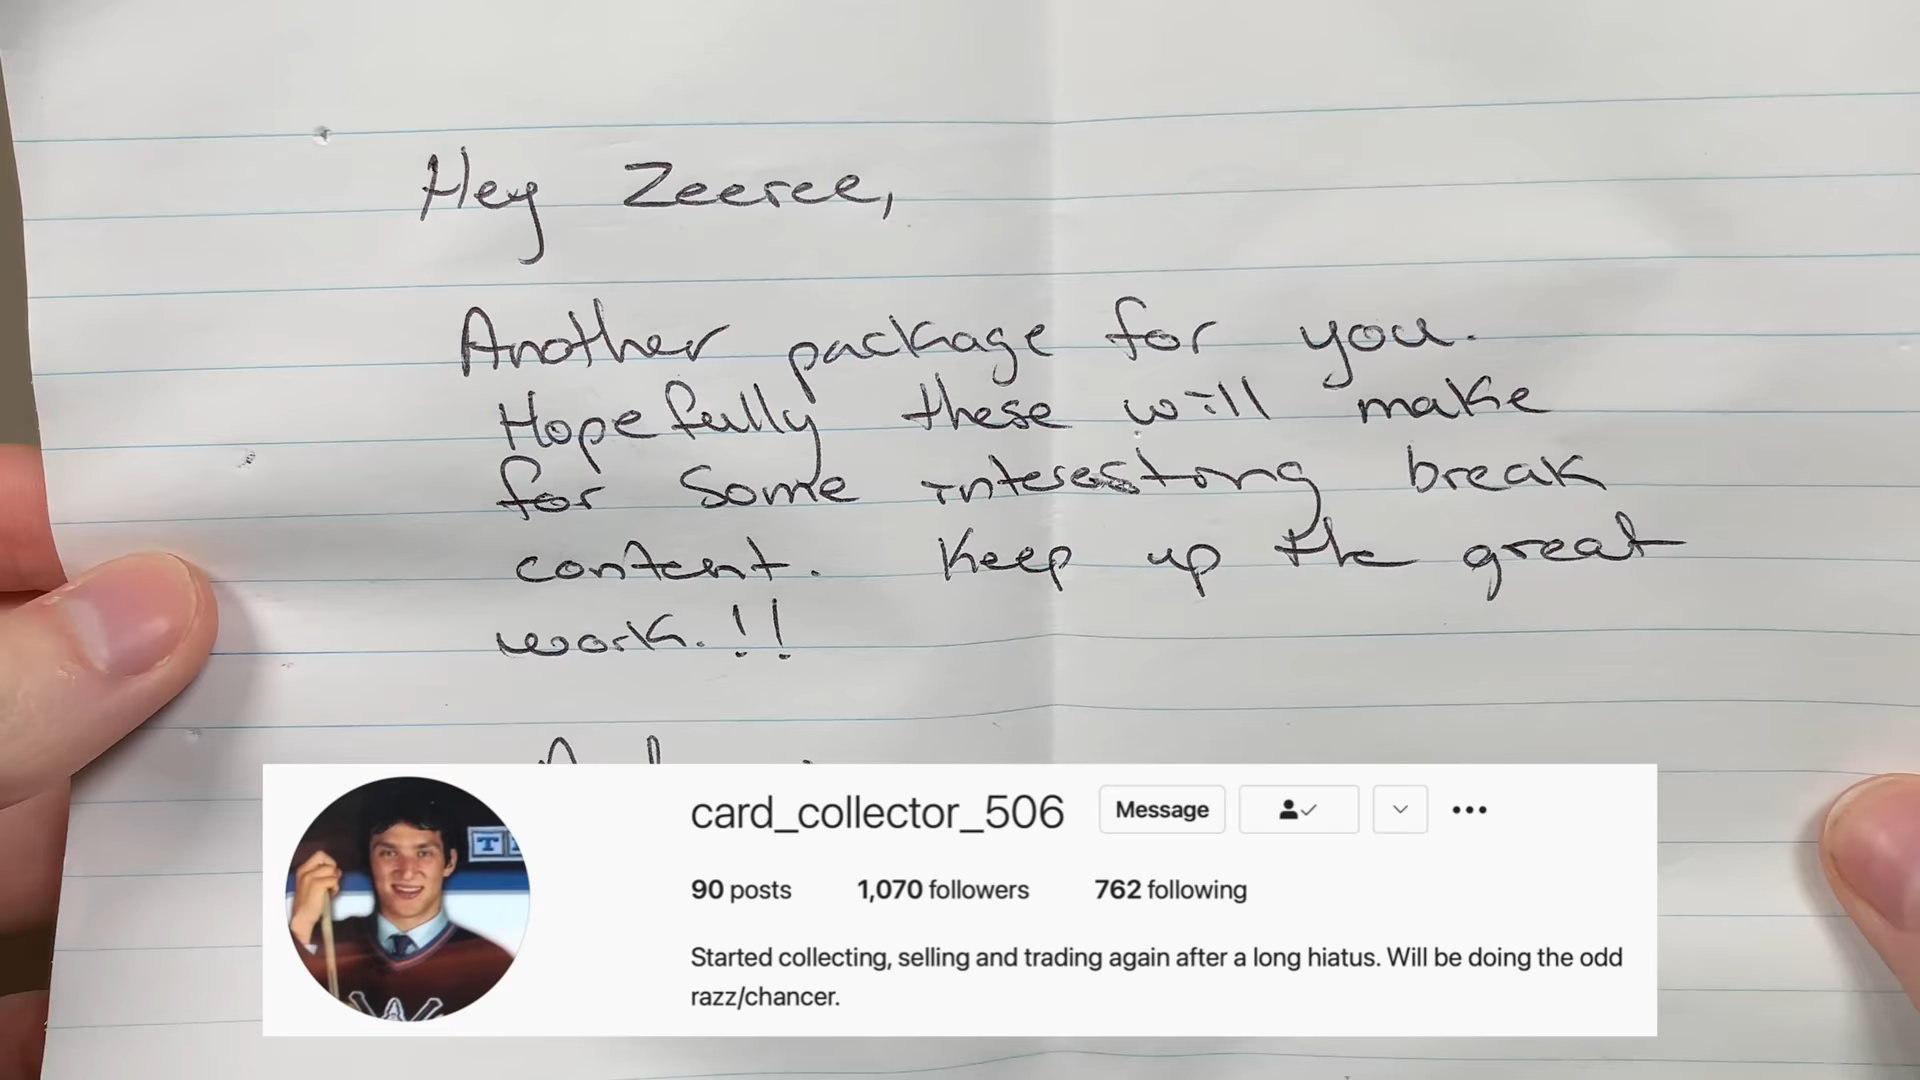 Hey Zeeree,
Another package for you.
Hopefully these will make
for some interesting break
content. Keep up the great
work.!!
card_collector_506 Message
90 posts 1,070 followers 762 following
Started collecting, selling and trading again after a long hiatus. Will be doing the odd
razz/chancer.